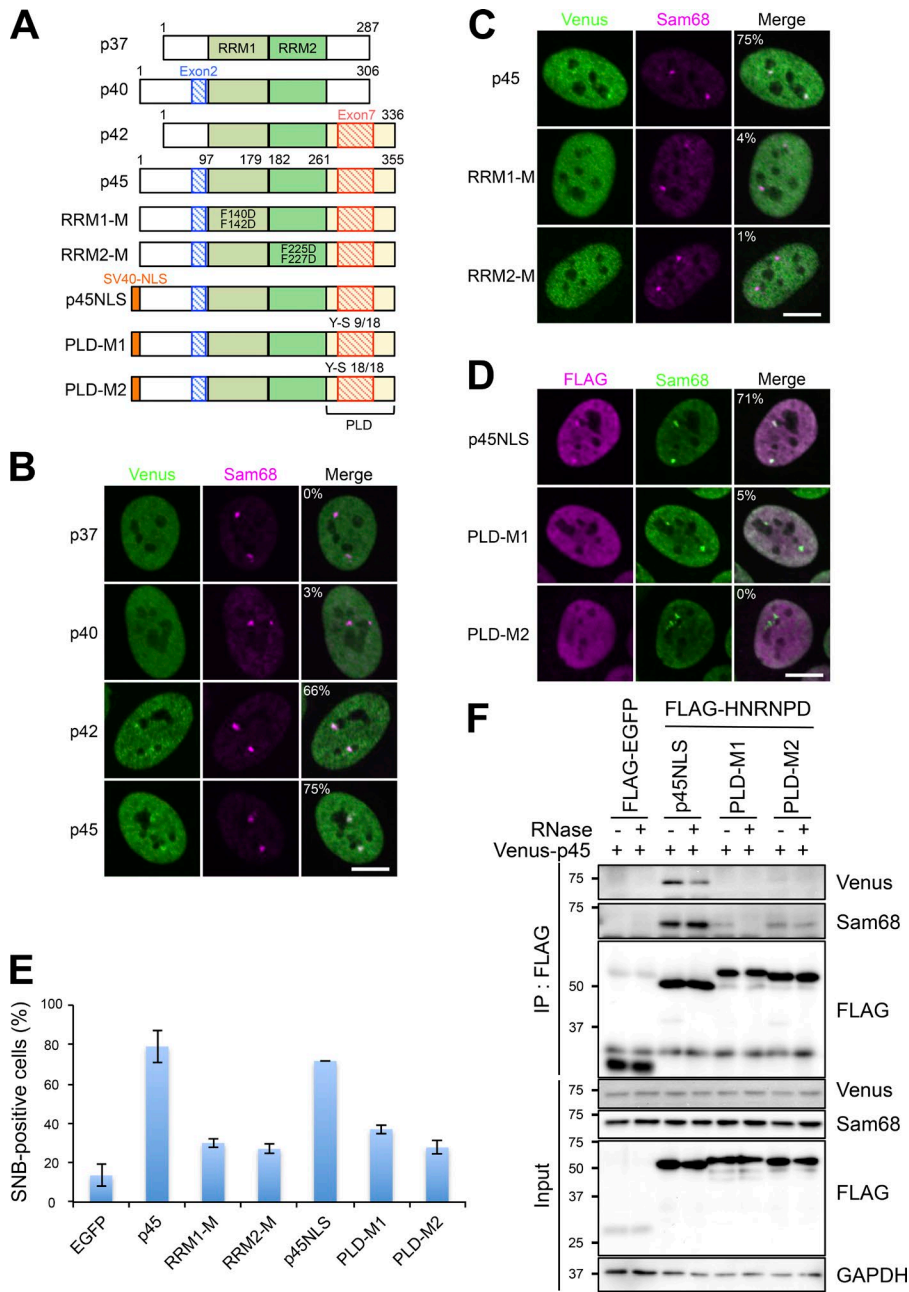 A
p37
1
287
RRM1
RRM2
p40
1
Exon2
306
p42
1
Exon7
336
p45
1
97
179
182
261
355
RRM1-M
F140D
F142D
RRM2-M
F225D
F227D
SV40-NLS
p45NLS
Y-S 9/18
PLD-M1
Y-S 18/18
PLD-M2
PLD
B
Venus
Sam68
Merge
p37
0%
p40
3%
p42
66%
p45
75%
C
Venus
Sam68
Merge
p45
75%
RRM1-M
4%
RRM2-M
1%
D
FLAG
Sam68
Merge
p45NLS
71%
PLD-M1
5%
PLD-M2
0%
E
SNB-positive cells (%)
100
80
60
40
20
0
EGFP
p45
RRM1-M
RRM2-M
p45NLS
PLD-M1
PLD-M2
F
FLAG-HNRNPD
FLAG-EGFP
p45NLS
PLD-M1
PLD-M2
RNase - + - + - + - +
Venus-p45 + + + + + + + +
IP : FLAG
75
Venus
75
Sam68
50
37
FLAG
Input
75
Venus
75
Sam68
75
50
37
25
FLAG
37
GAPDH